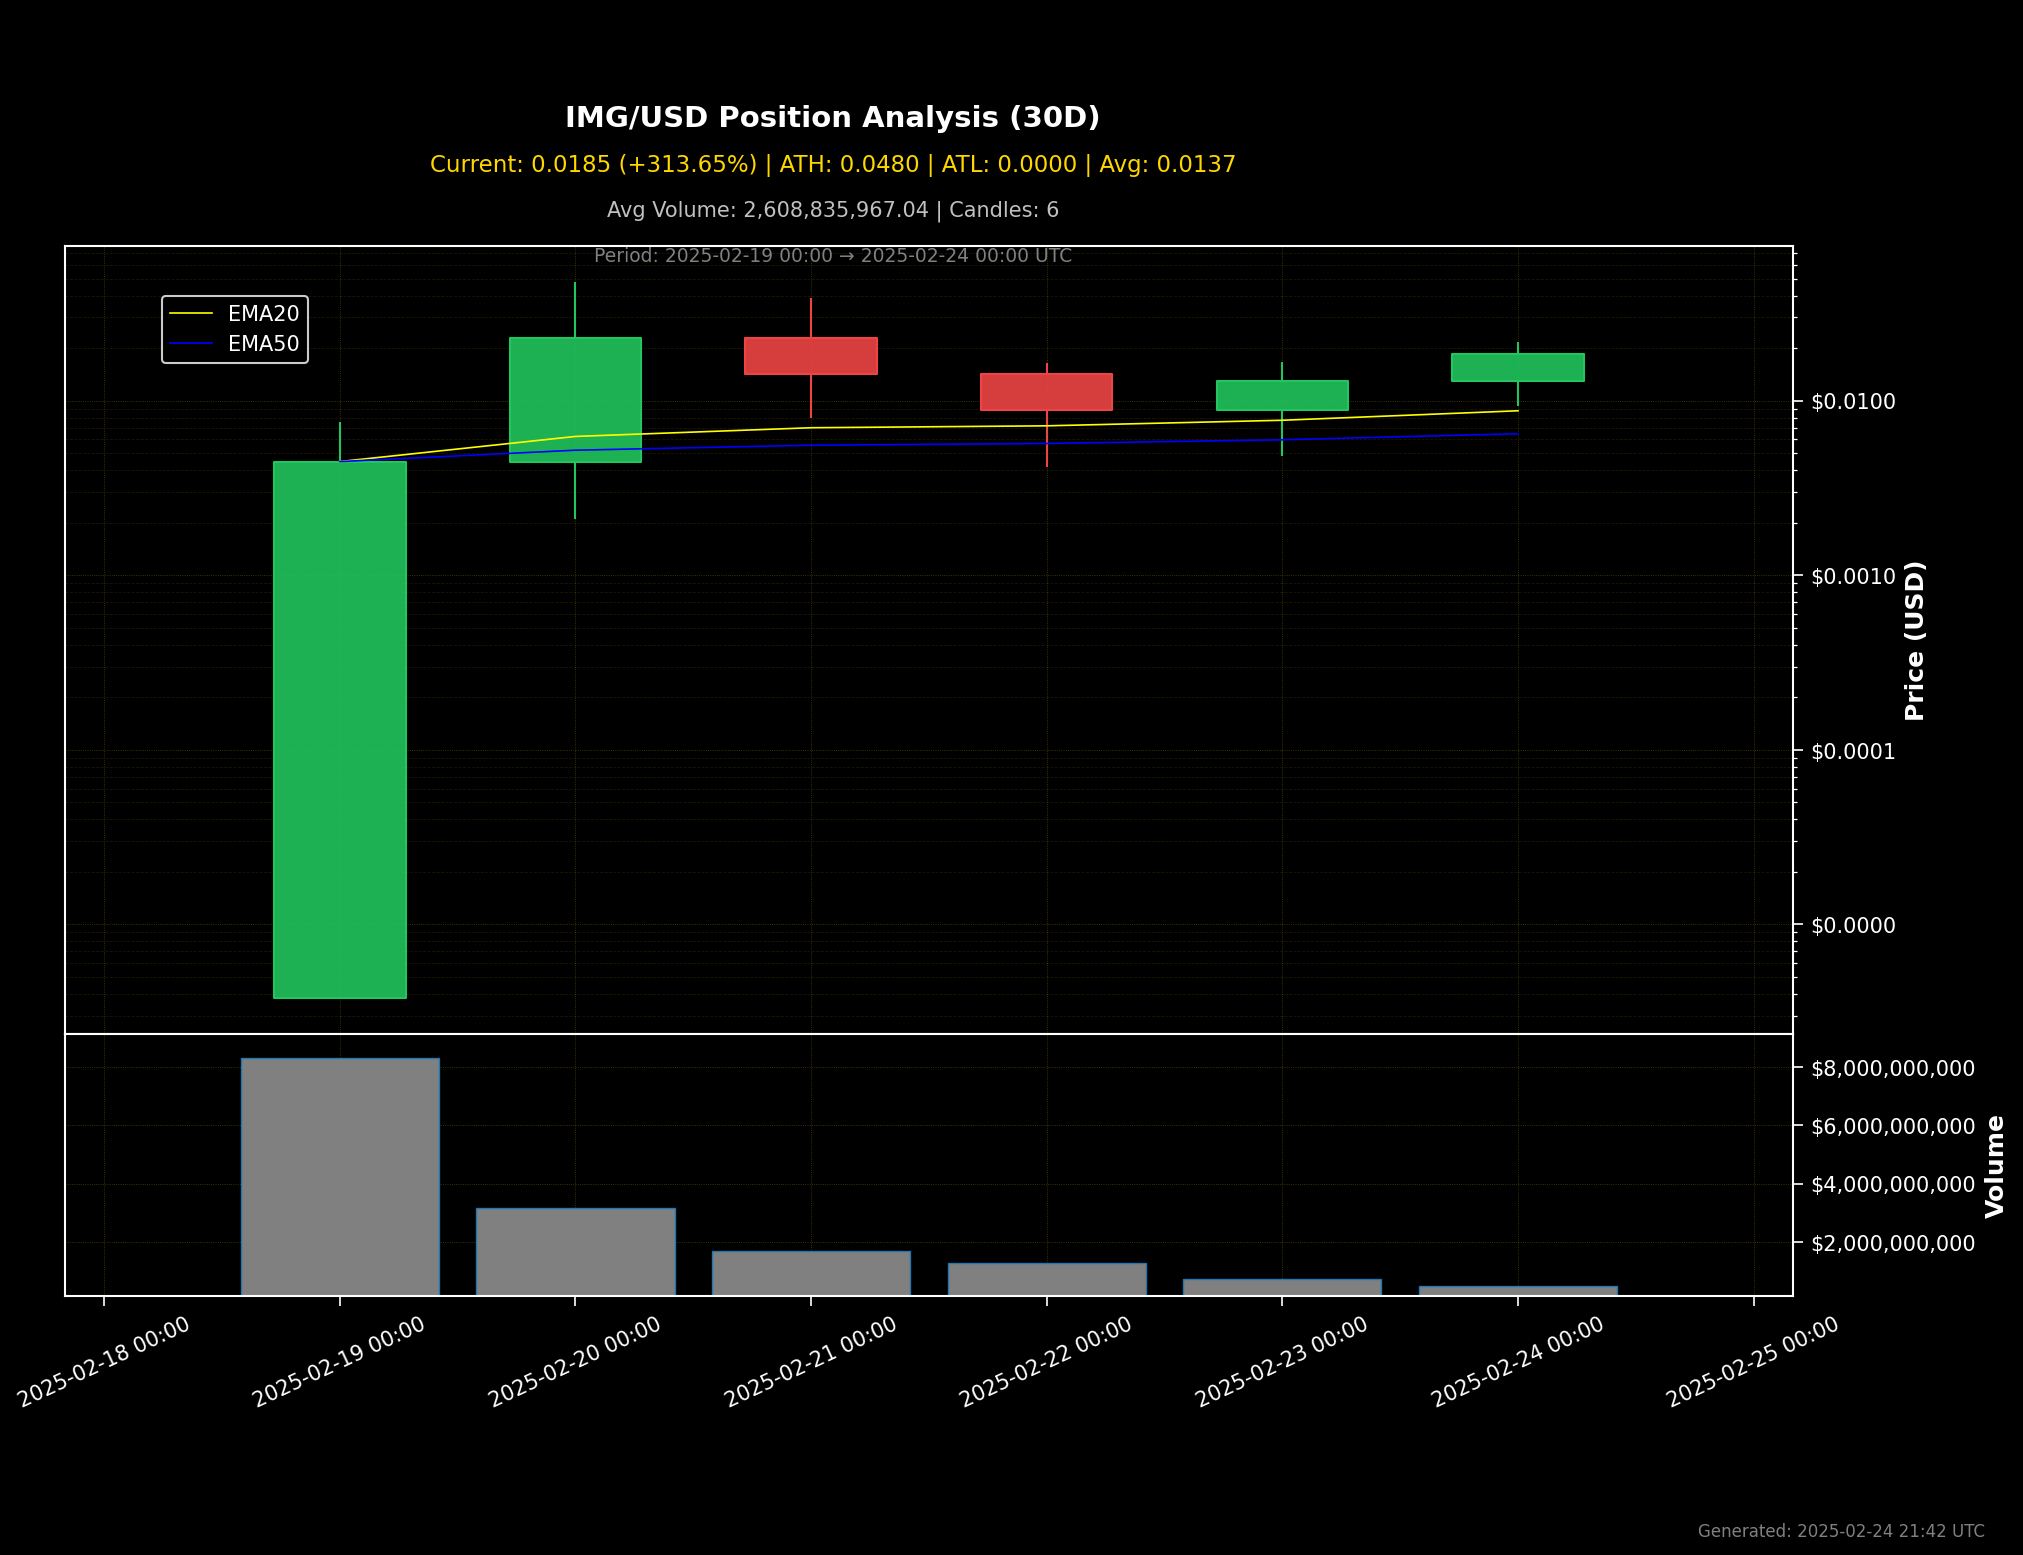 IMG/USD Position Analysis (30D)
Current: 0.0185 (+313.65%) | ATH: 0.0480 | ATL: 0.0000 | Avg: 0.0137
Avg Volume: 2,608,835,967.04 | Candles: 6
Period: 2025-02-19 00:00 → 2025-02-24 00:00 UTC
EMA20
EMA50
$0.0100
$0.0010
$0.0001
$0.0000
Price (USD)
$8,000,000,000
$6,000,000,000
$4,000,000,000
$2,000,000,000
Volume
2025-02-18 00:00
2025-02-19 00:00
2025-02-20 00:00
2025-02-21 00:00
2025-02-22 00:00
2025-02-23 00:00
2025-02-24 00:00
2025-02-25 00:00
Generated: 2025-02-24 21:42 UTC